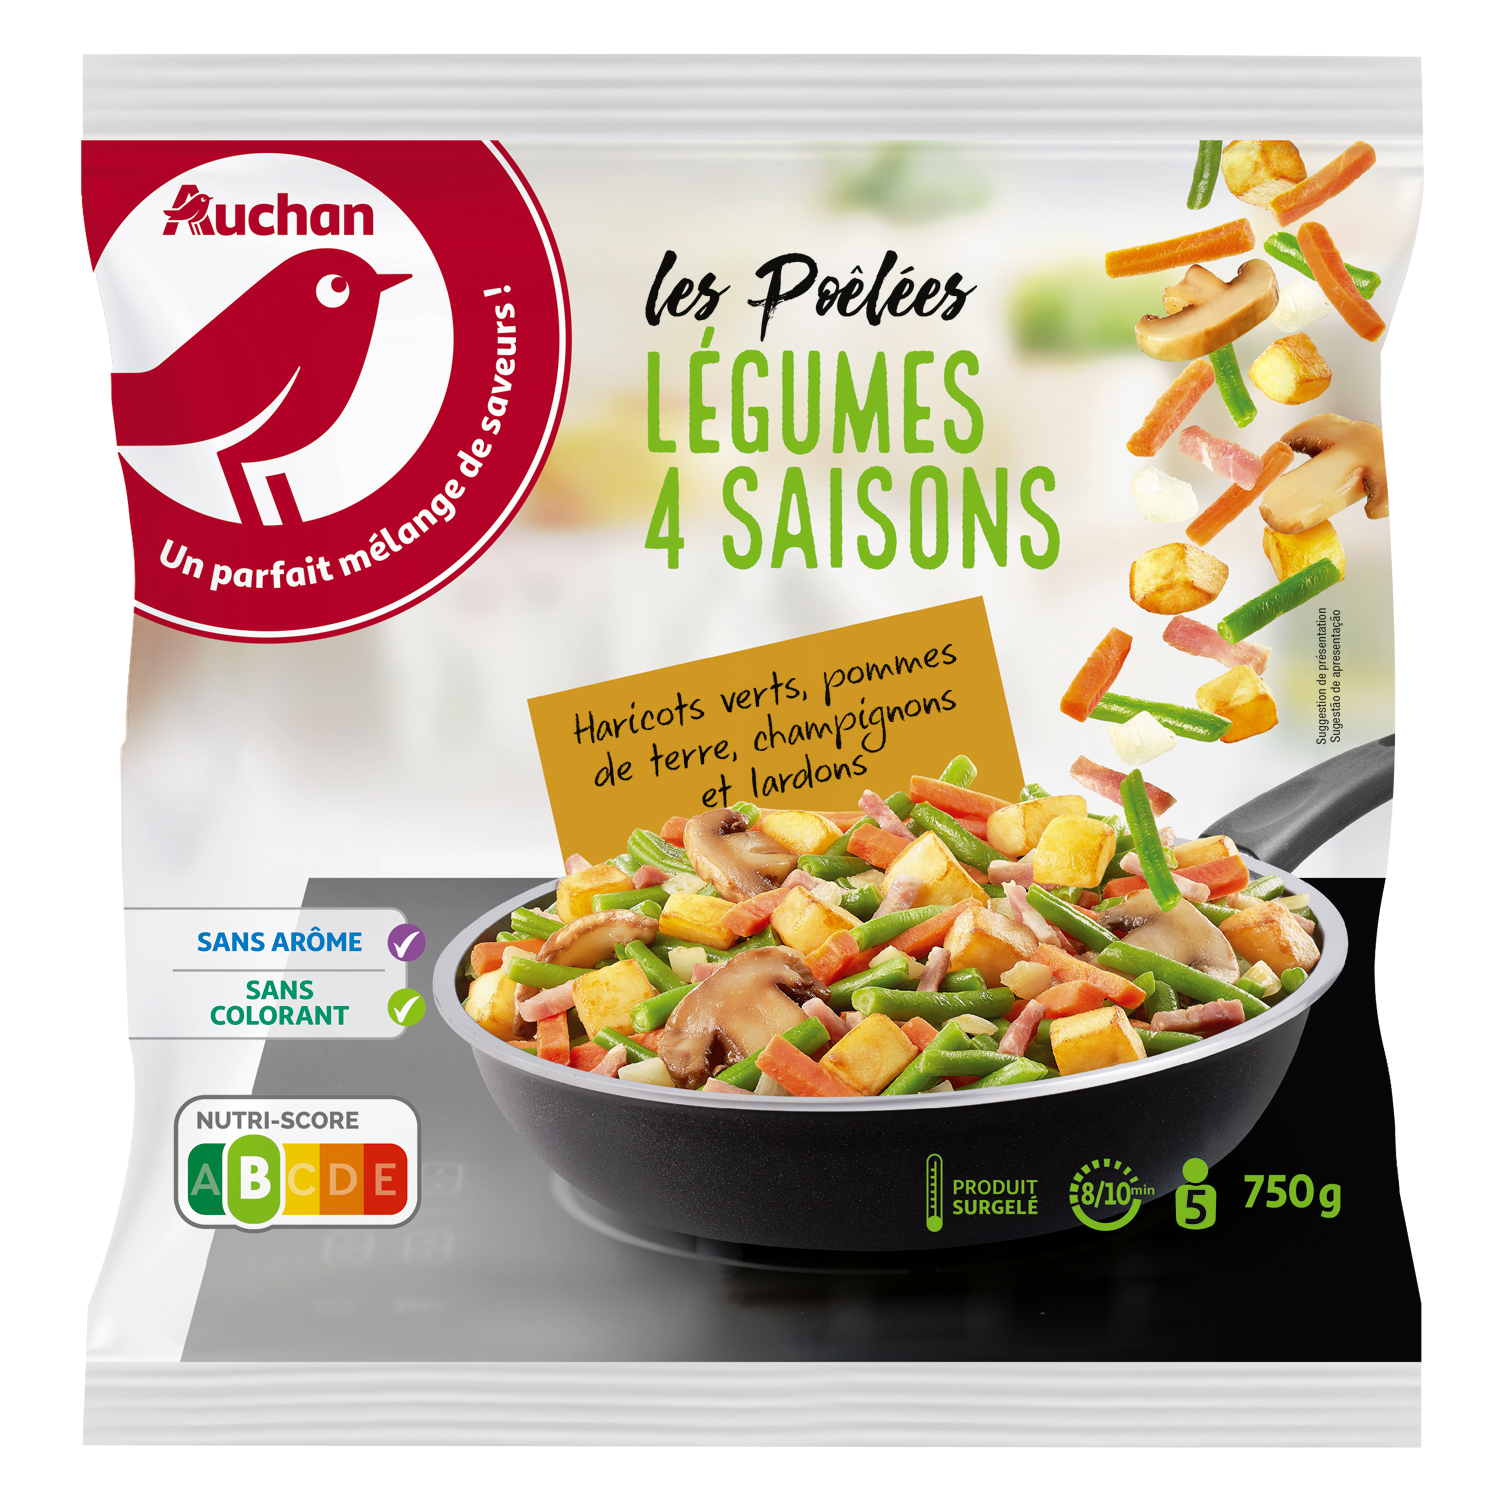 Auchan
Un parfait mélange de saveurs !
les Poêlées
LÉGUMES
4 SAISONS
Haricots verts, pommes
de terre, champignons
et lardons
Suggestion de présentation
Sugestão de apresentação
SANS ARÔME
SANS
COLORANT
NUTRI-SCORE
A B C D E
PRODUIT
SURGELÉ
8/10min
5
750g